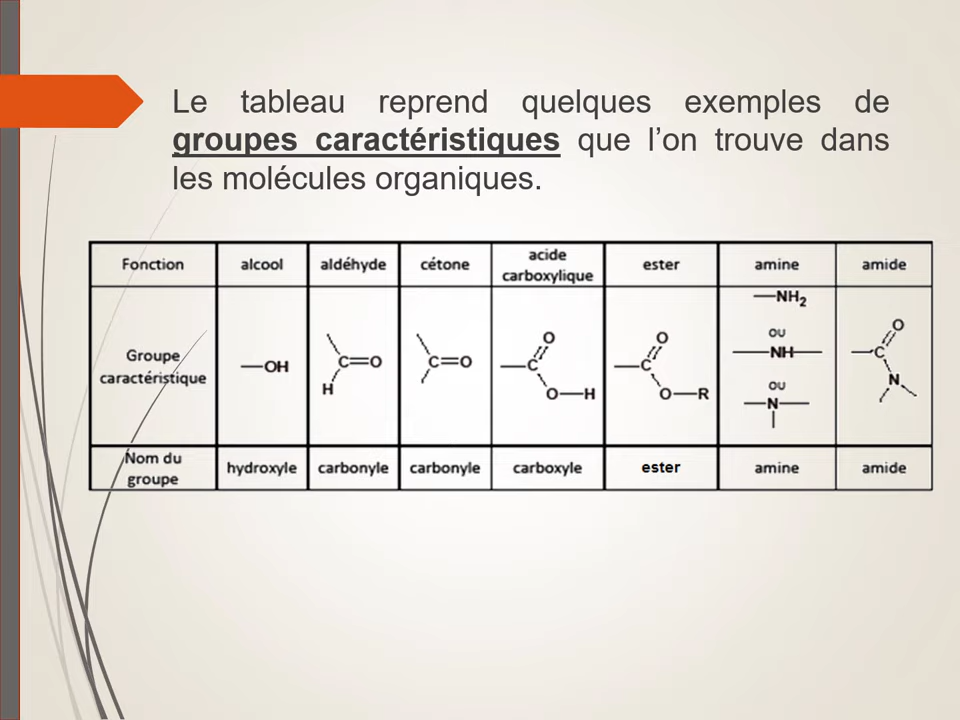 Le tableau reprend quelques exemples de
groupes caractéristiques que l’on trouve dans
les molécules organiques.
Fonction alcool aldéhyde cétone acide carboxylique ester amine amide
Groupe caractéristique
—OH
C=O
H
C=O
O
C
O—H
O
C
O—R
—NH₂
ou
—NH—
ou
—N—
O
C
N
Nom du groupe hydroxyle carbonyle carbonyle carboxyle ester amine amide